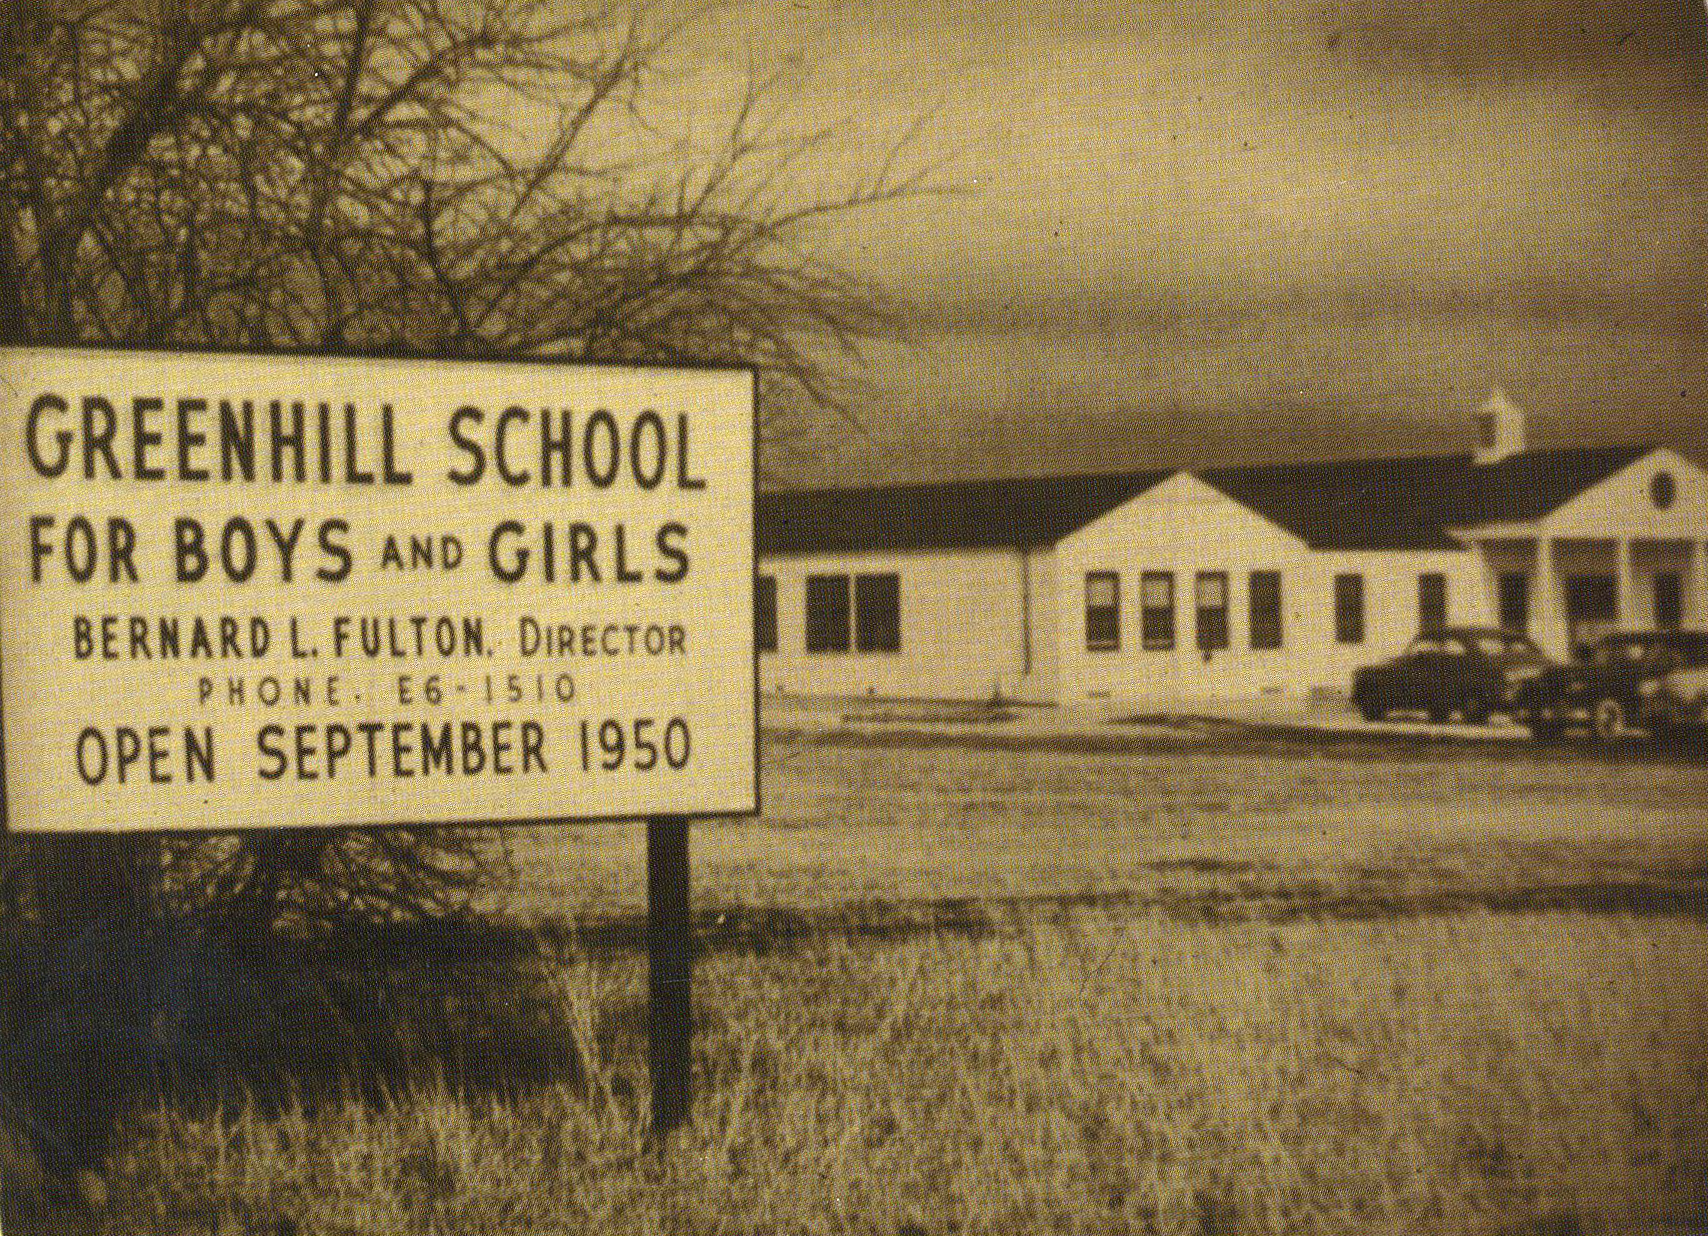 GREENHILL SCHOOL
FOR BOYS AND GIRLS
BERNARD L. FULTON. DIRECTOR
PHONE. E6-1510
OPEN SEPTEMBER 1950